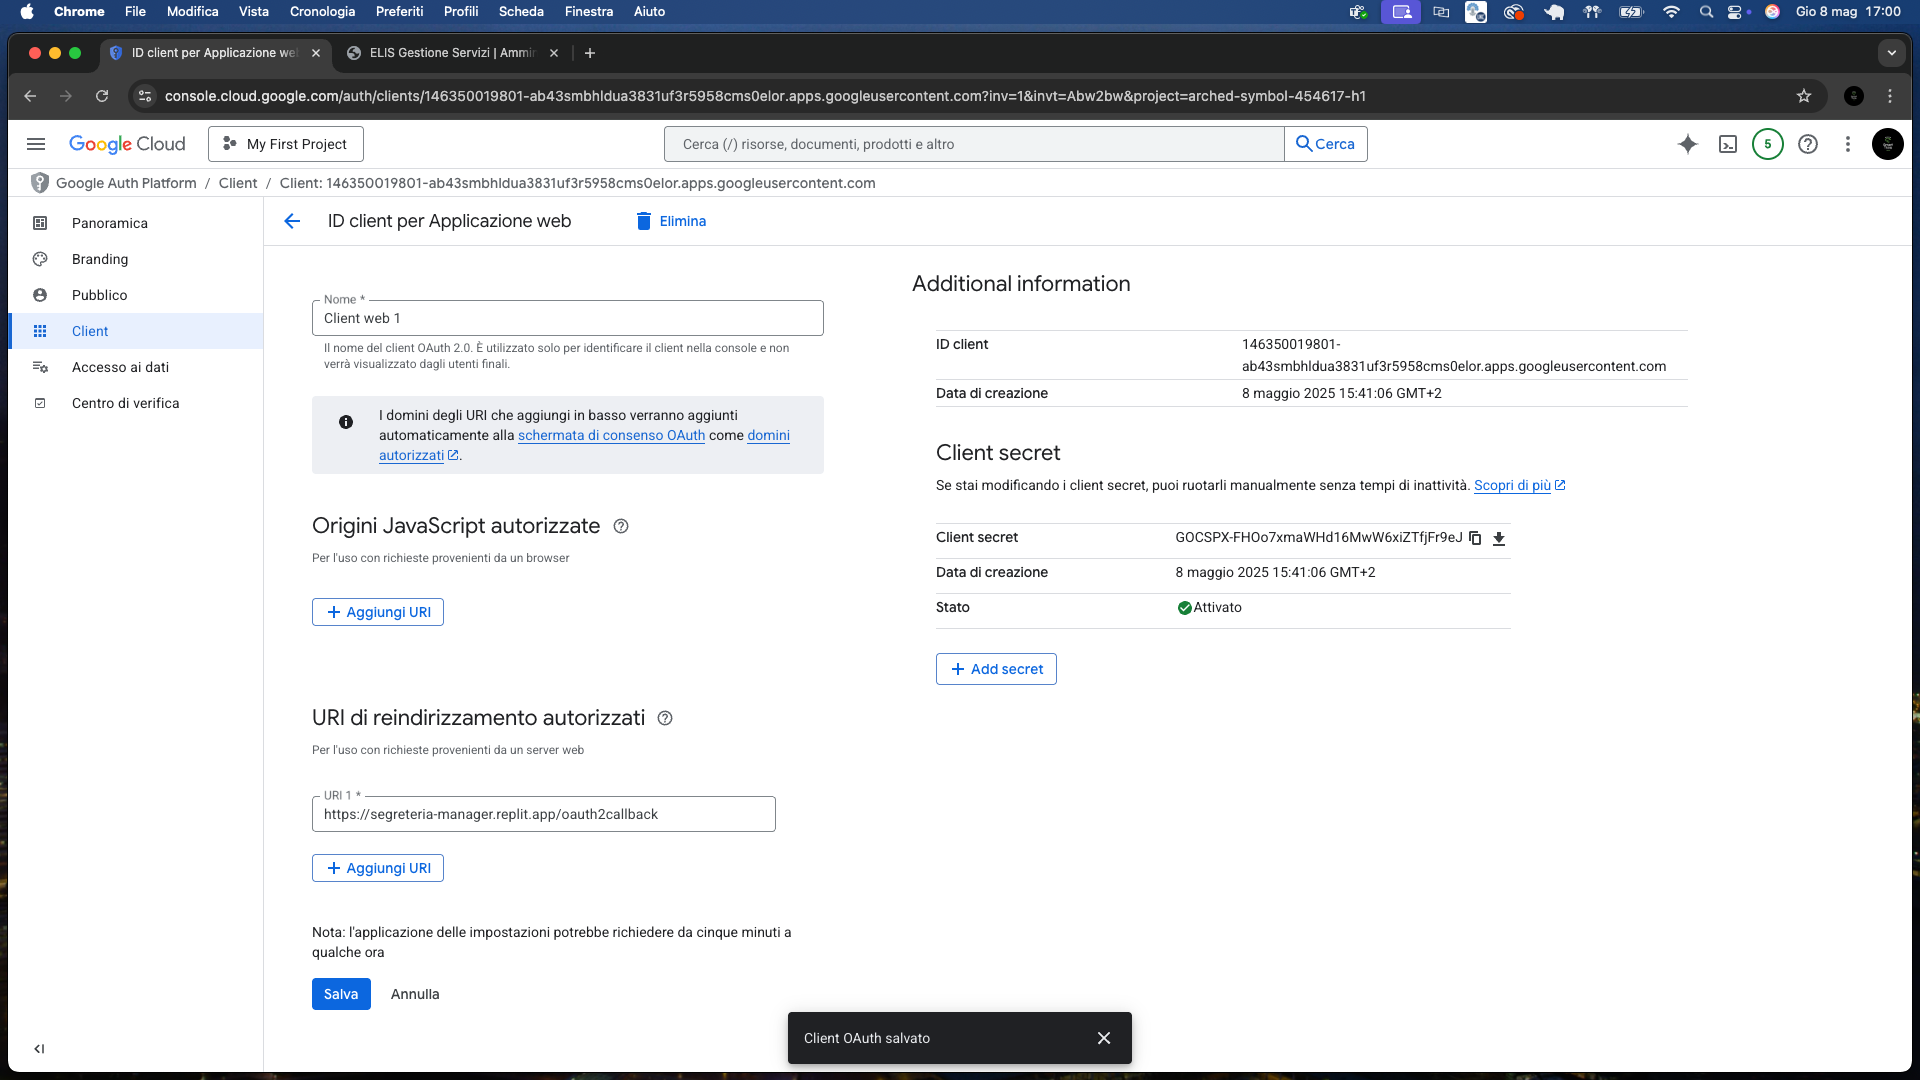 Chrome File Modifica Vista Cronologia Preferiti Profili Scheda Finestra Aiuto Gio 8 mag 17:00
ID client per Applicazione we
ELIS Gestione Servizi | Ammi
console.cloud.google.com/auth/clients/146350019801-ab43smbhldua3831uf3r5958cms0elor.apps.googleusercontent.com?inv=1&invt=Abw2bw&project=arched-symbol-454617-h1
Google Cloud
My First Project
Cerca (/) risorse, documenti, prodotti e altro
Cerca
5
Google Auth Platform / Client / Client: 146350019801-ab43smbhldua3831uf3r5958cms0elor.apps.googleusercontent.com
Panoramica
Branding
Pubblico
Client
Accesso ai dati
Centro di verifica
ID client per Applicazione web
Elimina
Nome *
Client web 1
Il nome del client OAuth 2.0. È utilizzato solo per identificare il client nella console e non
verrà visualizzato dagli utenti finali.
I domini degli URI che aggiungi in basso verranno aggiunti
automaticamente alla schermata di consenso OAuth come domini
autorizzati.
Origini JavaScript autorizzate
Per l'uso con richieste provenienti da un browser
+ Aggiungi URI
URI di reindirizzamento autorizzati
Per l'uso con richieste provenienti da un server web
URI 1 *
https://segreteria-manager.replit.app/oauth2callback
+ Aggiungi URI
Nota: l'applicazione delle impostazioni potrebbe richiedere da cinque minuti a
qualche ora
Salva
Annulla
Additional information
ID client 146350019801-
ab43smbhldua3831uf3r5958cms0elor.apps.googleusercontent.com
Data di creazione 8 maggio 2025 15:41:06 GMT+2
Client secret
Se stai modificando i client secret, puoi ruotarli manualmente senza tempi di inattività. Scopri di più
Client secret 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
Data di creazione 8 maggio 2025 15:41:06 GMT+2
Stato Attivato
+ Add secret
Client OAuth salvato